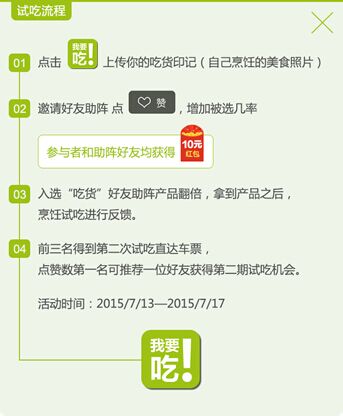 试吃流程
01 点击 我要吃! 上传你的吃货印记（自己烹饪的美食照片）
02 邀请好友助阵 点 赞 ，增加被选几率
参与者和助阵好友均获得 10元红包
03 入选“吃货”好友助阵产品翻倍，拿到产品之后，
烹饪试吃进行反馈。
04 前三名得到第二次试吃直达车票，
点赞数第一名可推荐一位好友获得第二期试吃机会。
活动时间：2015/7/13—2015/7/17
我要
吃!